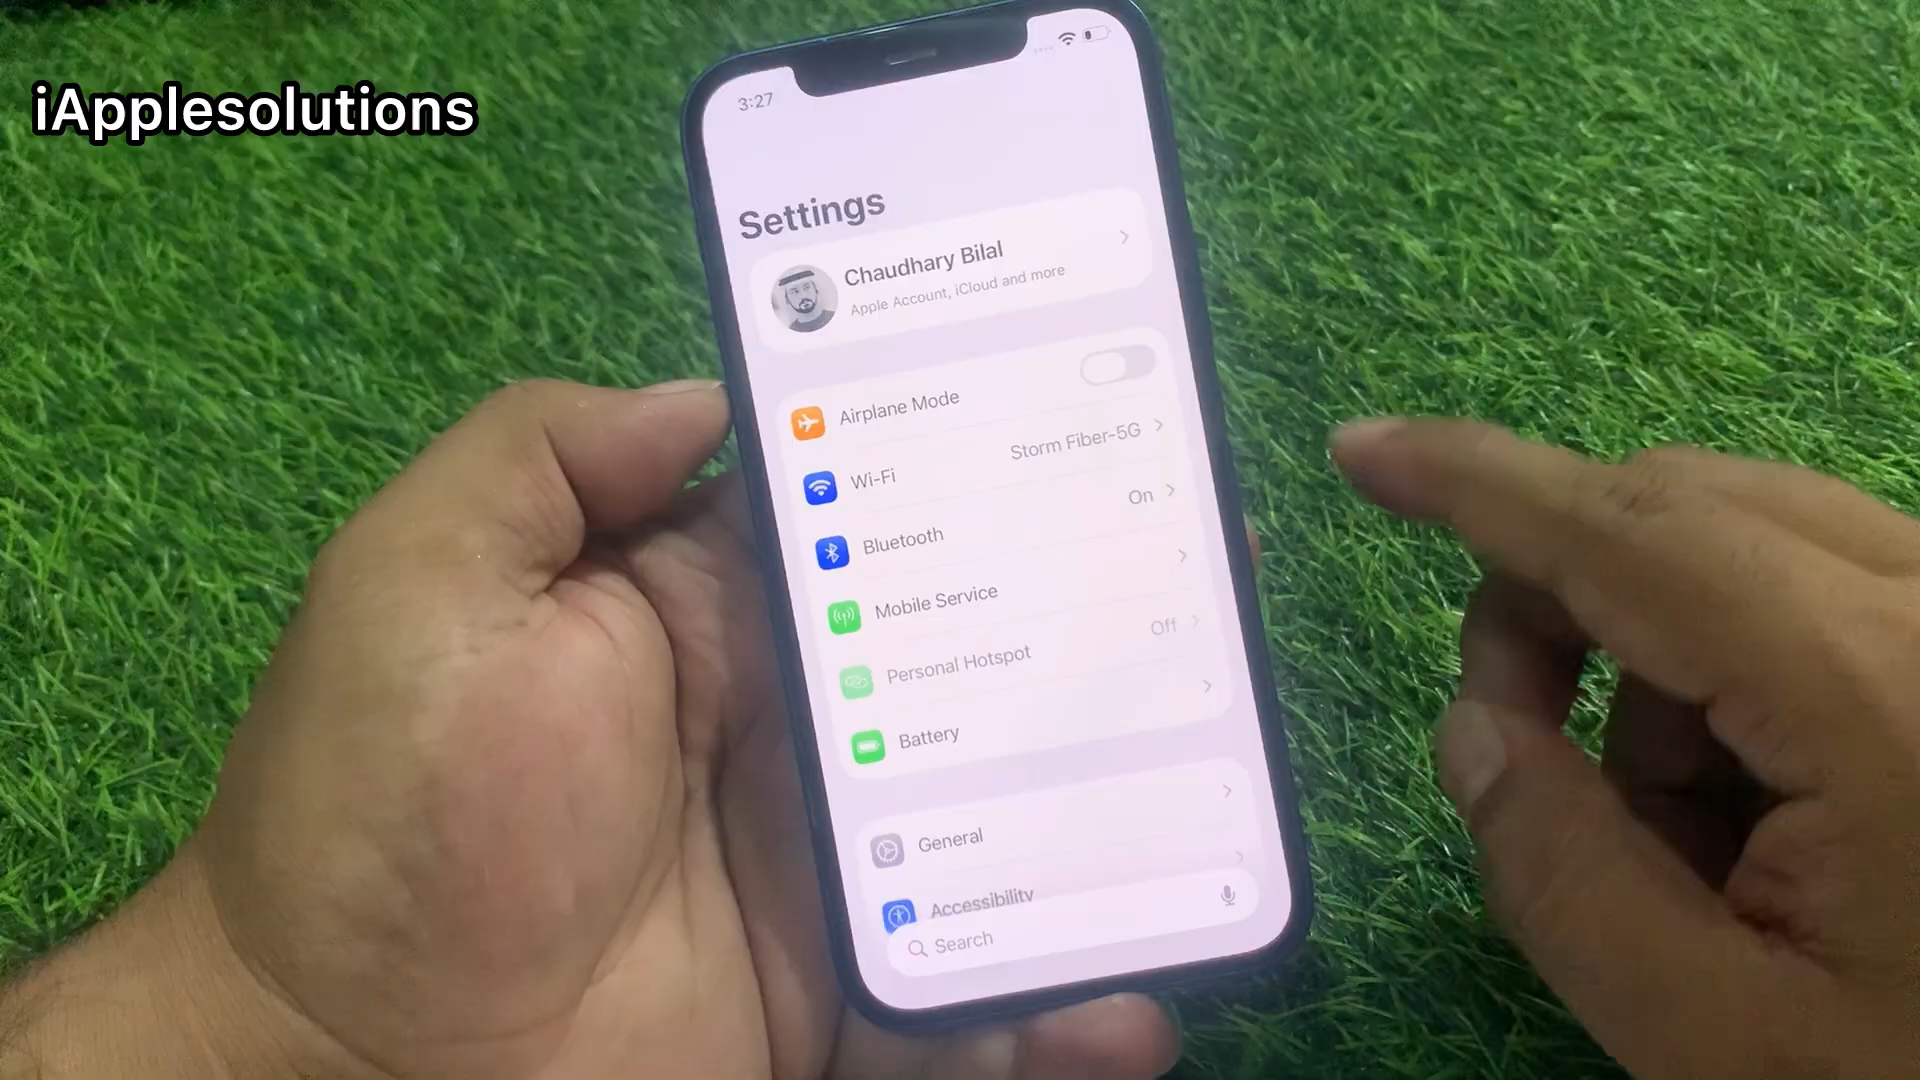 iApplesolutions
3:27
Settings
Chaudhary Bilal
Apple Account, iCloud and more
Airplane Mode
Wi-Fi
Storm Fiber-5G
Bluetooth
On
Mobile Service
Personal Hotspot
Off
Battery
General
Accessibility
Search